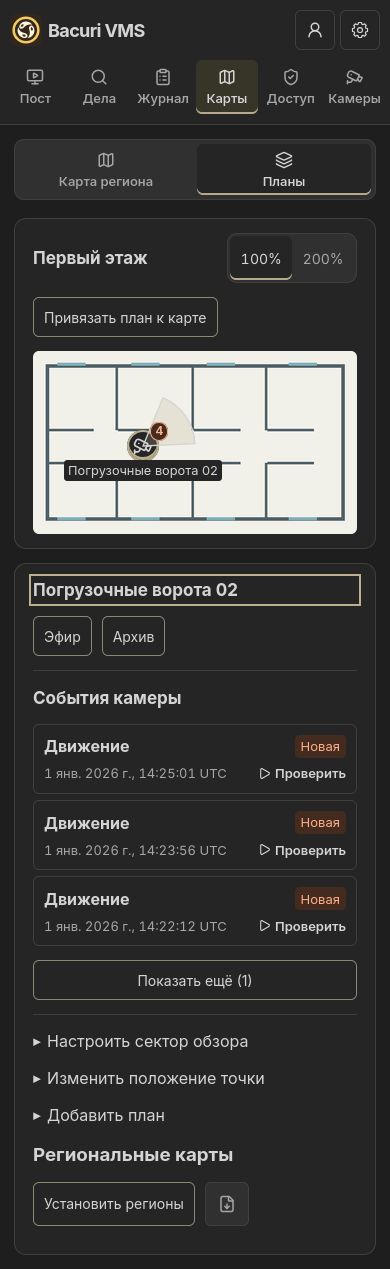 Bacuri VMS
Пост
Дела
Журнал
Карты
Доступ
Камеры
Карта региона
Планы
Первый этаж
100%
200%
Привязать план к карте
4
Погрузочные ворота 02
Погрузочные ворота 02
Эфир
Архив
События камеры
Движение
Новая
1 янв. 2026 г., 14:25:01 UTC
Проверить
Движение
Новая
1 янв. 2026 г., 14:23:56 UTC
Проверить
Движение
Новая
1 янв. 2026 г., 14:22:12 UTC
Проверить
Показать ещё (1)
Настроить сектор обзора
Изменить положение точки
Добавить план
Региональные карты
Установить регионы